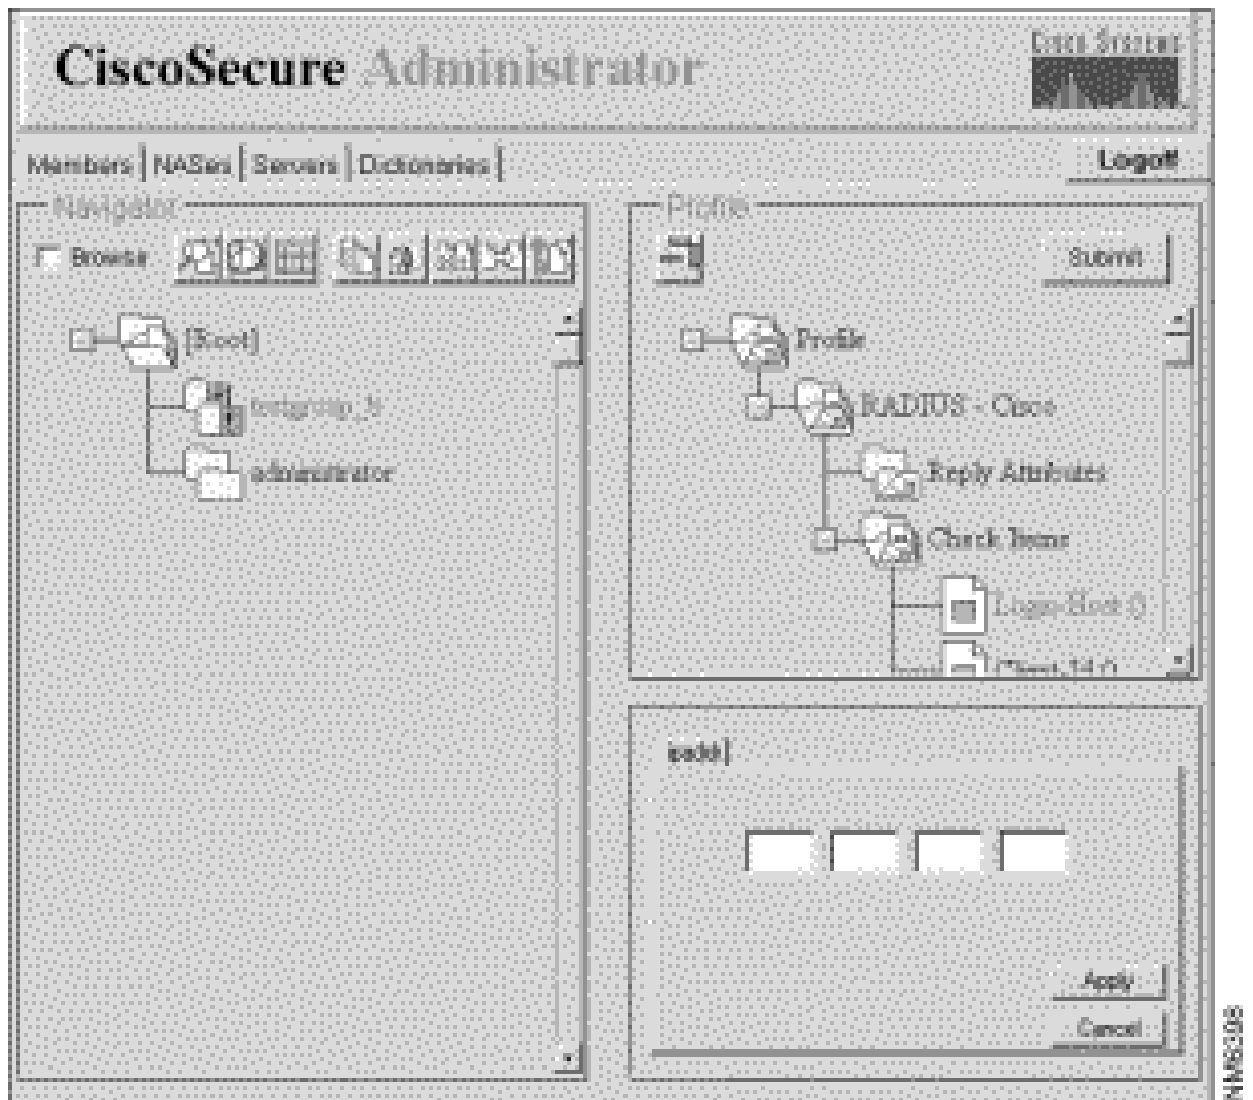 CiscoSecure Administrator
CISCO SYSTEMS
Members NASes Servers Dictionaries
Logoff
Navigator
Browse
[Root]
administrator
Profile
Submit
Profile
RADIUS - Cisco
Reply Attributes
Check Items
Apply
Cancel